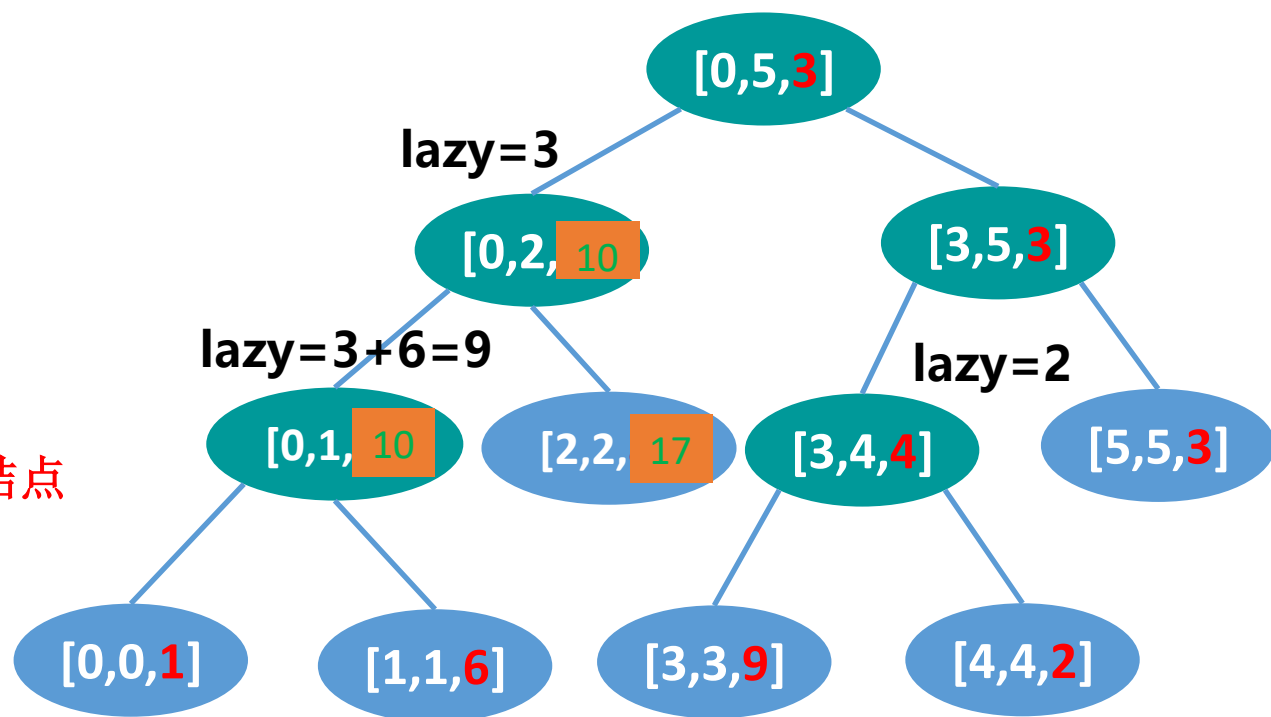 [0,5,3]
lazy=3
[0,2, 10
[3,5,3]
lazy=3+6=9
lazy=2
[0,1, 10
[2,2, 17
[3,4,4]
[5,5,3]
结点
[0,0,1]
[1,1,6]
[3,3,9]
[4,4,2]